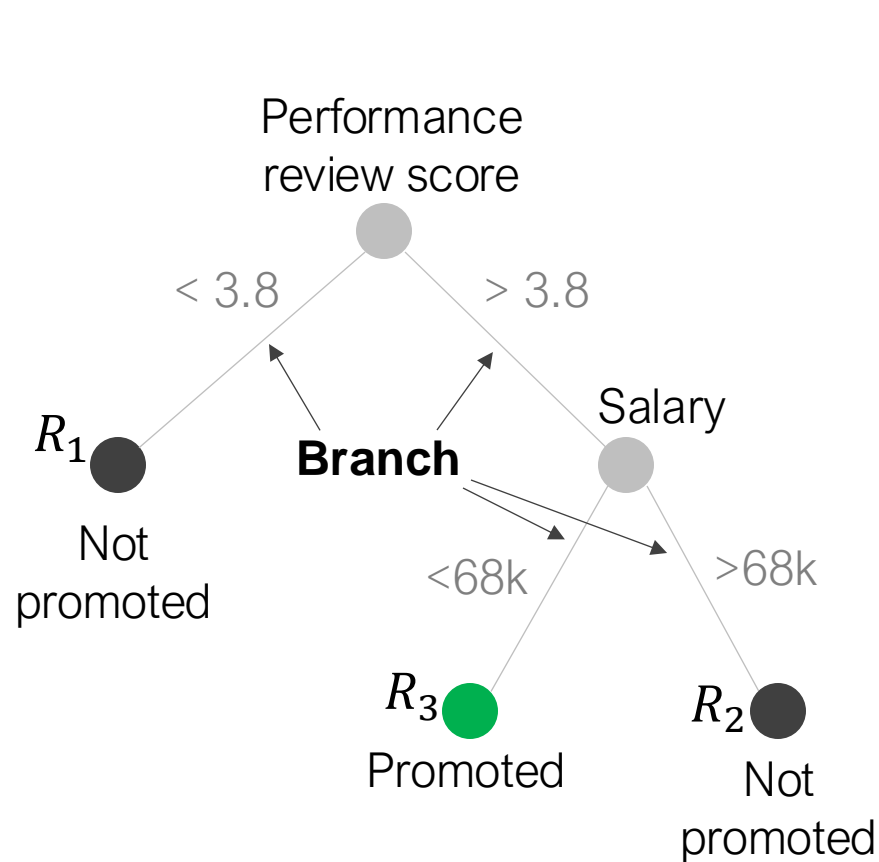 Performance
review score
< 3.8
> 3.8
Salary
R₁
Branch
Not
promoted
<68k
>68k
R₃
R₂
Promoted
Not
promoted